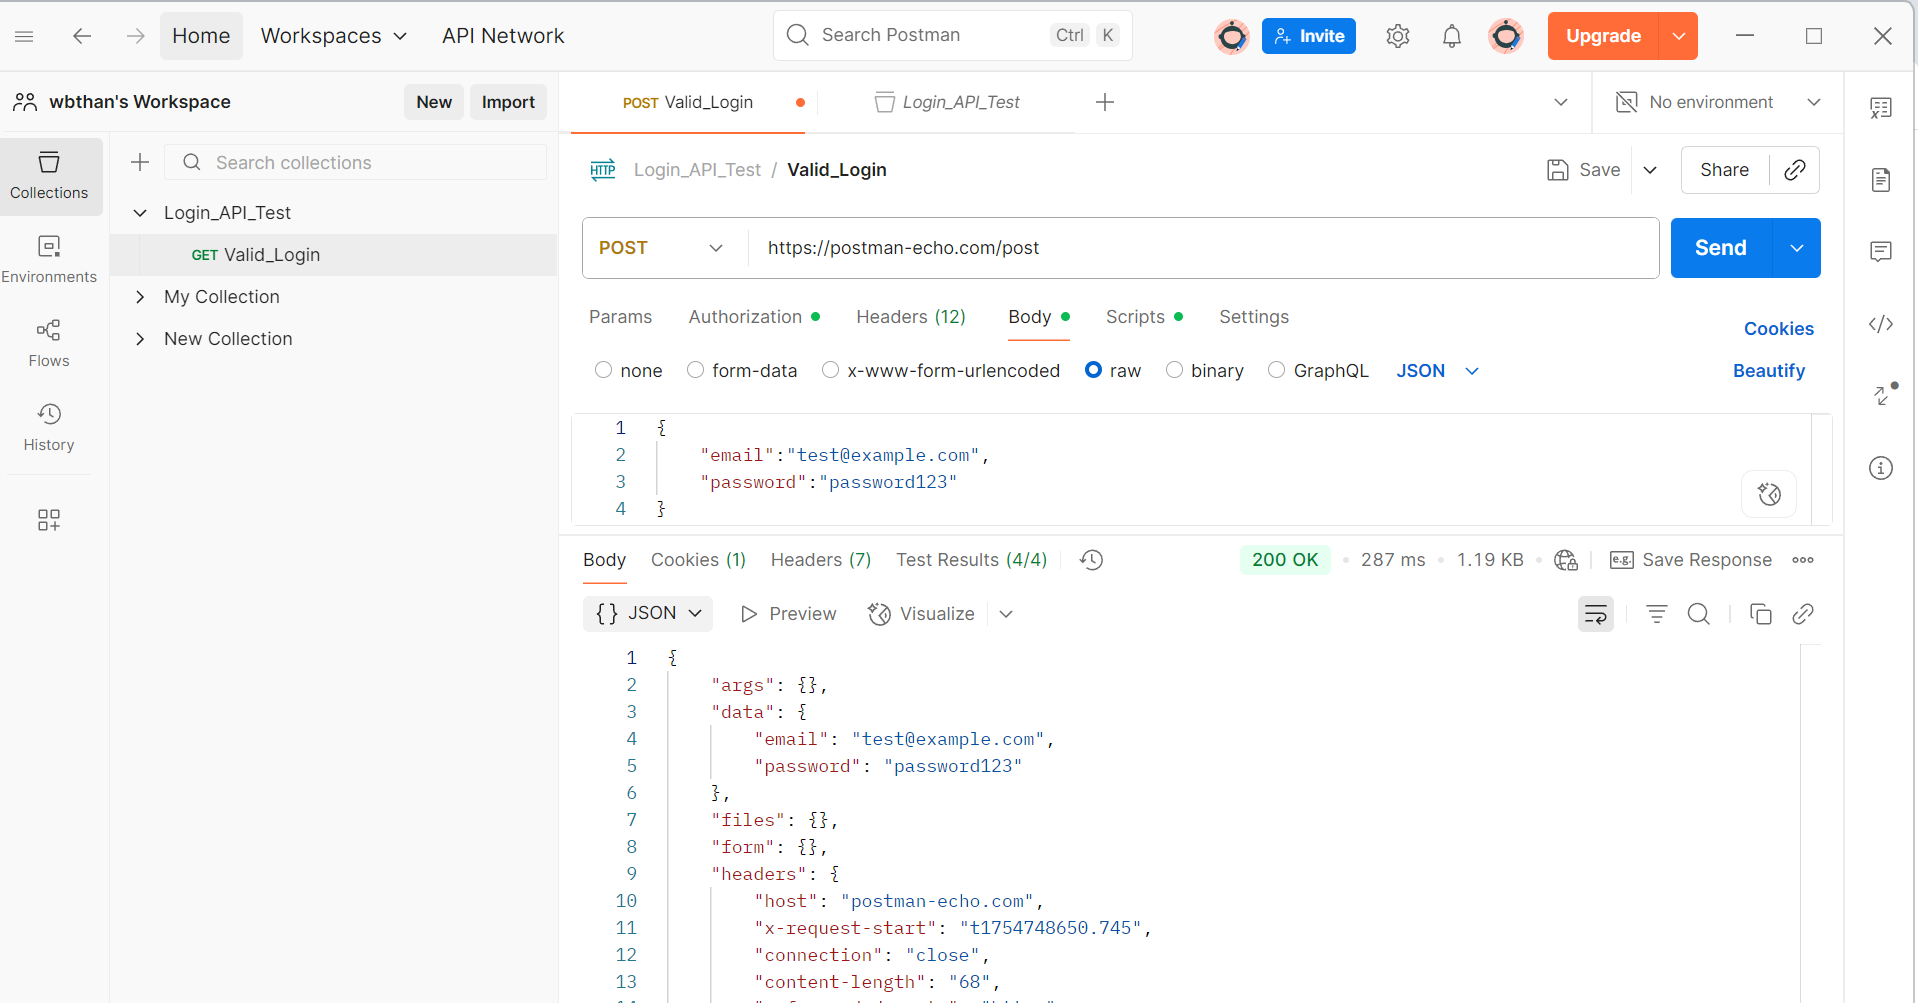 Home Workspaces API Network Search Postman Ctrl K Invite Upgrade
wbthan's Workspace New Import
POST Valid_Login Login_API_Test No environment
Collections
Environments
Flows
History
Search collections
Login_API_Test
GET Valid_Login
My Collection
New Collection
HTTP Login_API_Test / Valid_Login Save Share
POST https://postman-echo.com/post Send
Params Authorization Headers (12) Body Scripts Settings Cookies
none form-data x-www-form-urlencoded raw binary GraphQL JSON Beautify
1 {
2 "email":"test@example.com",
3 "password":"password123"
4 }
Body Cookies (1) Headers (7) Test Results (4/4) 200 OK • 287 ms • 1.19 KB • e.g. Save Response
{} JSON Preview Visualize
1 {
2 "args": {},
3 "data": {
4 "email": "test@example.com",
5 "password": "password123"
6 },
7 "files": {},
8 "form": {},
9 "headers": {
10 "host": "postman-echo.com",
11 "x-request-start": "t1754748650.745",
12 "connection": "close",
13 "content-length": "68",